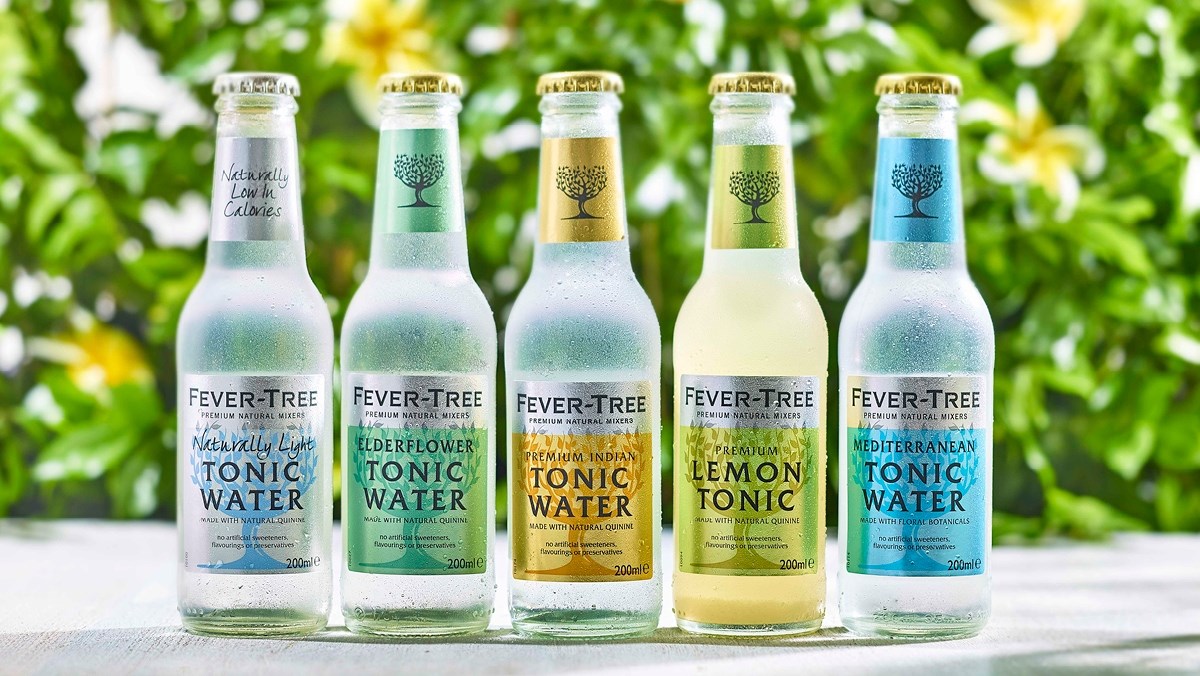 Naturally
Low In
Calories
FEVER-TREE
PREMIUM NATURAL MIXERS
Naturally Light
TONIC
WATER
MADE WITH NATURAL QUININE
no artificial sweeteners,
flavourings or preservatives
200ml e
FEVER-TREE
PREMIUM NATURAL MIXERS
ELDERFLOWER
TONIC
WATER
MADE WITH NATURAL QUININE
no artificial sweeteners,
flavourings or preservatives
200ml e
FEVER-TREE
PREMIUM NATURAL MIXERS
PREMIUM INDIAN
TONIC
WATER
MADE WITH NATURAL QUININE
no artificial sweeteners,
flavourings or preservatives
200ml e
FEVER-TREE
PREMIUM NATURAL MIXERS
PREMIUM
LEMON
TONIC
MADE WITH NATURAL QUININE
no artificial sweeteners,
flavourings or preservatives
200ml e
FEVER-TREE
PREMIUM NATURAL MIXERS
MEDITERRANEAN
TONIC
WATER
MADE WITH FLORAL BOTANICALS
no artificial sweeteners,
flavourings or preservatives
200ml e